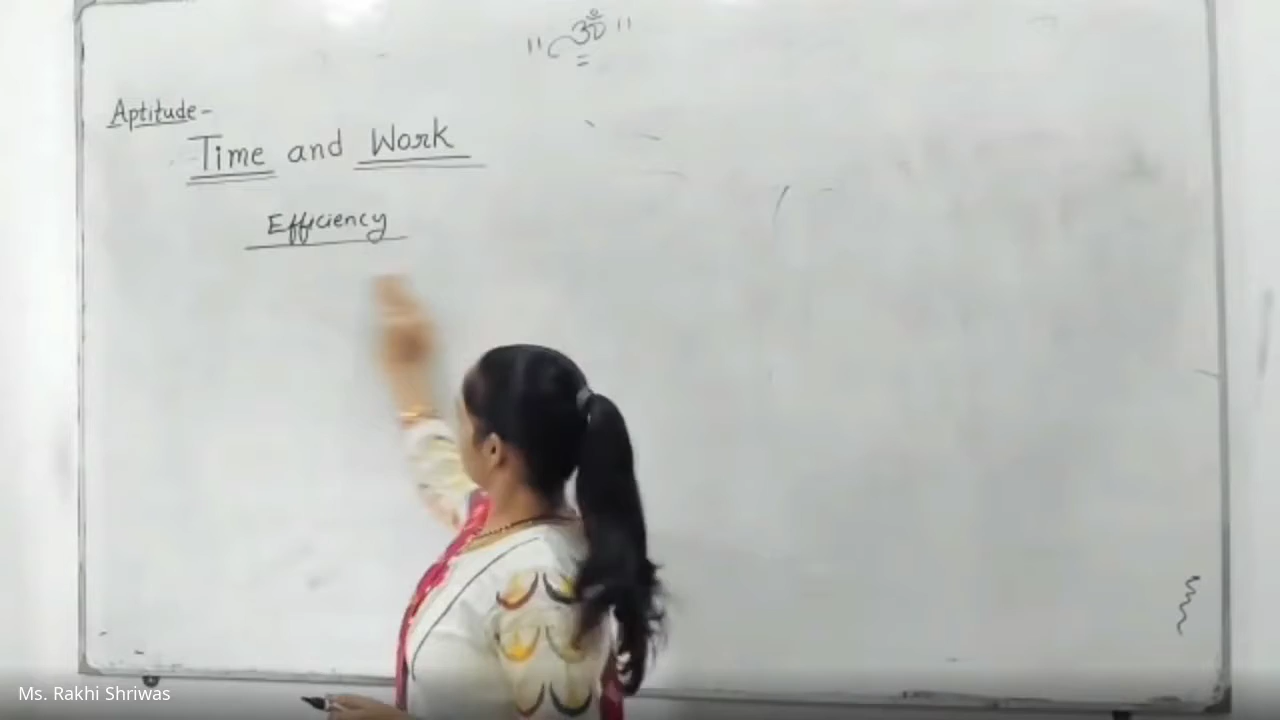 " ॐ "
Aptitude-
Time and Work
Efficiency
Ms. Rakhi Shriwas